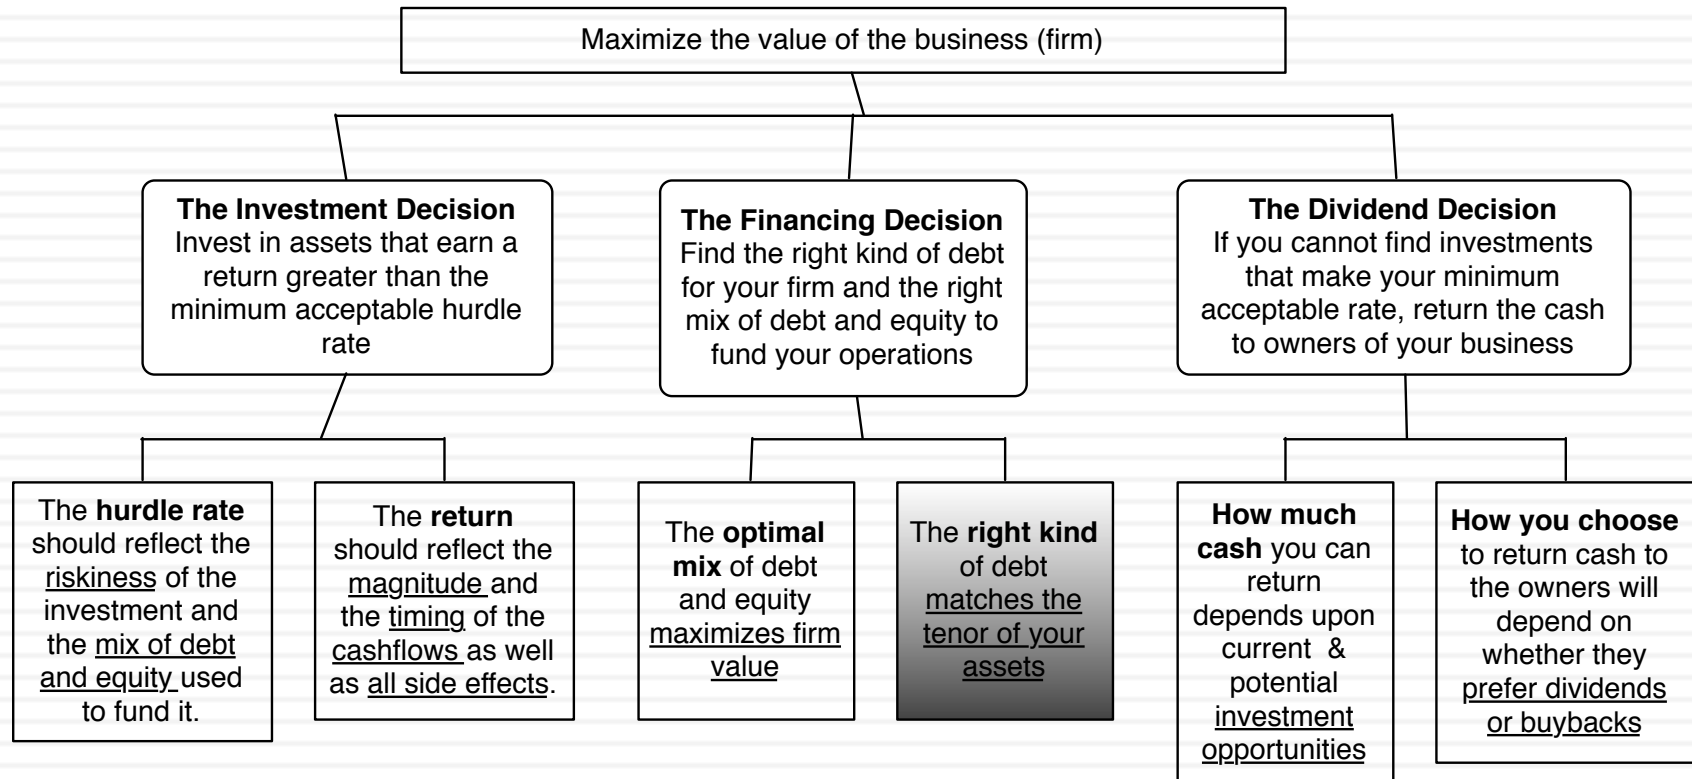 Maximize the value of the business (firm)
The Investment Decision
Invest in assets that earn a
return greater than the
minimum acceptable hurdle
rate
The Financing Decision
Find the right kind of debt
for your firm and the right
mix of debt and equity to
fund your operations
The Dividend Decision
If you cannot find investments
that make your minimum
acceptable rate, return the cash
to owners of your business
The hurdle rate
should reflect the
riskiness of the
investment and
the mix of debt
and equity used
to fund it.
The return
should reflect the
magnitude and
the timing of the
cashflows as well
as all side effects.
The optimal
mix of debt
and equity
maximizes firm
value
The right kind
of debt
matches the
tenor of your
assets
How much
cash you can
return
depends upon
current &
potential
investment
opportunities
How you choose
to return cash to
the owners will
depend on
whether they
prefer dividends
or buybacks